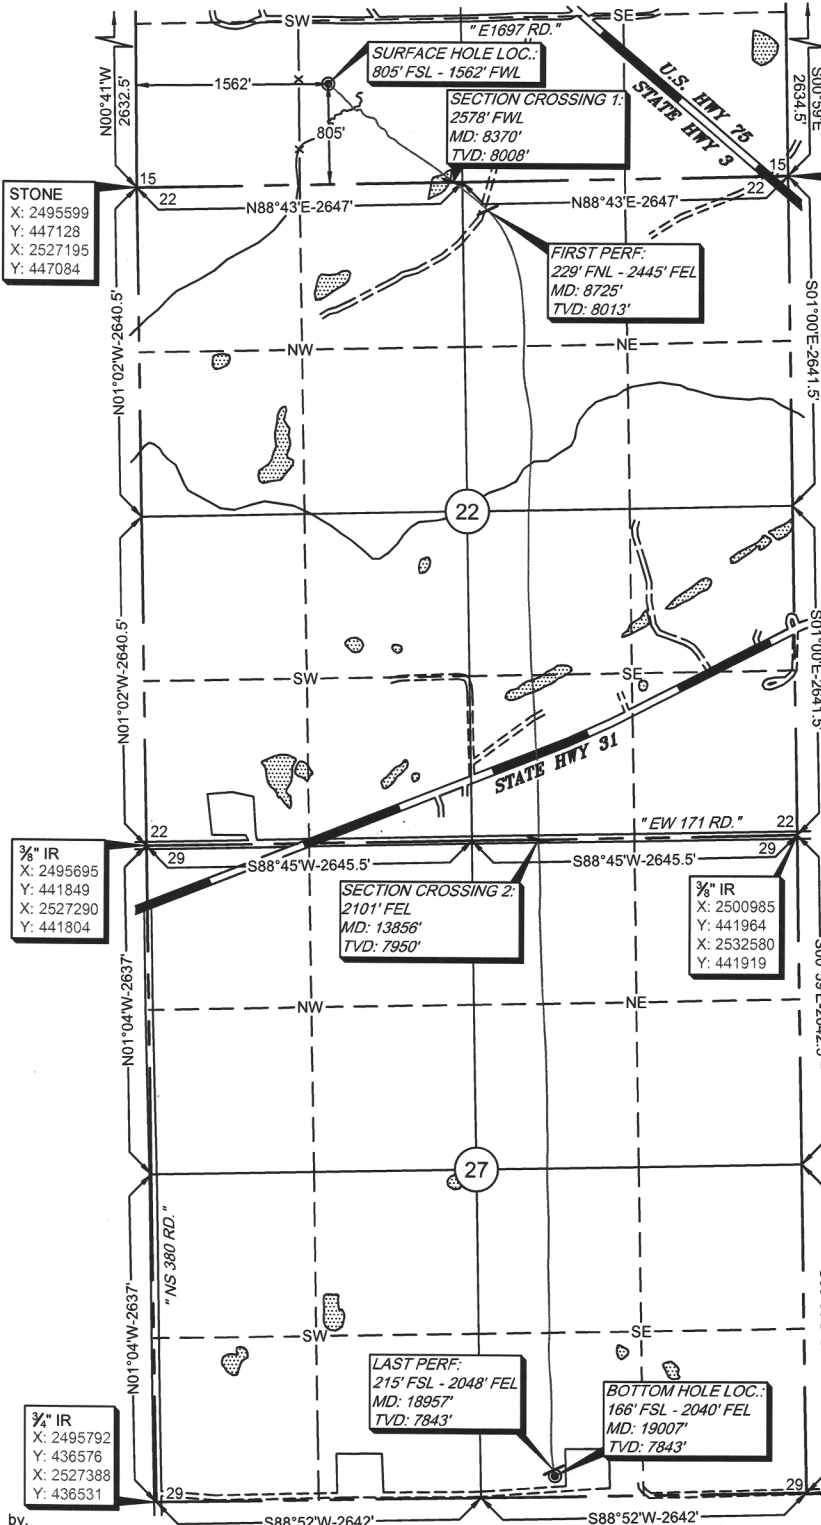 SW
SE
"E1697 RD."
SURFACE HOLE LOC.:
805' FSL - 1562' FWL
1562'
805'
N00°41'W
2632.5'
U.S. HWY 75
STATE HWY 3
2634.5'
SECTION CROSSING 1:
2578' FWL
MD: 8370'
TVD: 8008'
15
22
15
22
STONE
X: 2495599
Y: 447128
X: 2527195
Y: 447084
N88°43'E-2647'
N88°43'E-2647'
FIRST PERF:
229' FNL - 2445' FEL
MD: 8725'
TVD: 8013'
N01°02'W-2640.5'
S01°00'E-2641.5'
NW
NE
22
N01°02'W-2640.5'
S01°00'E-2641.5'
SW
SE
STATE HWY 31
"EW 171 RD."
22
22
29
29
S88°45'W-2645.5'
S88°45'W-2645.5'
3/8" IR
X: 2495695
Y: 441849
X: 2527290
Y: 441804
SECTION CROSSING 2:
2101' FEL
MD: 13856'
TVD: 7950'
3/8" IR
X: 2500985
Y: 441964
X: 2532580
Y: 441919
N01°04'W-2637'
NW
NE
27
"NS 380 RD."
N01°04'W-2637'
SW
SE
LAST PERF:
215' FSL - 2048' FEL
MD: 18957'
TVD: 7843'
BOTTOM HOLE LOC.:
166' FSL - 2040' FEL
MD: 19007'
TVD: 7843'
3/4" IR
X: 2495792
Y: 436576
X: 2527388
Y: 436531
29
29
by.
S88°52'W-2642'
S88°52'W-2642'